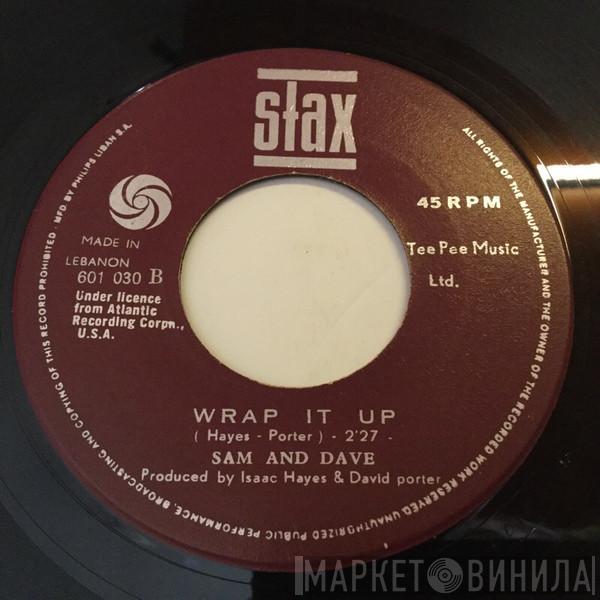 stax
45 RPM
MADE IN
LEBANON
601 030 B
Tee Pee Music
Ltd.
Under licence
from Atlantic
Recording Corpn.,
U.S.A.
WRAP IT UP
( Hayes - Porter ) - 2'27 -
SAM AND DAVE
Produced by Isaac Hayes & David porter
ALL RIGHTS OF THE MANUFACTURER AND THE OWNER OF THE RECORDED WORK RESERVED. UNAUTHORIZED PUBLIC PERFORMANCE, BROADCASTING AND COPYING OF THIS RECORD PROHIBITED. MFD BY PHILIPS LIBAN S.A.
МАРКЕТ ВИНИЛА